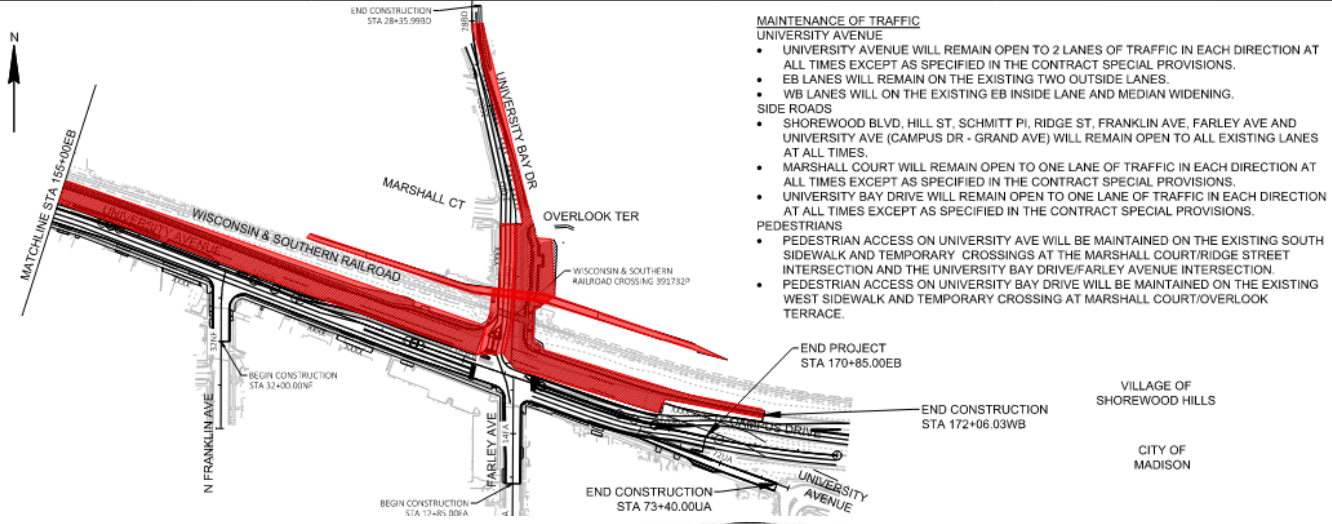 END CONSTRUCTION
STA 28+35.99BD
28BD
N
UNIVERSITY BAY DR
MATCHLINE STA 155+00EB
MARSHALL CT
OVERLOOK TER
UNIVERSITY AVENUE
WISCONSIN & SOUTHERN RAILROAD
WISCONSIN & SOUTHERN
RAILROAD CROSSING 391732P
32NF
BEGIN CONSTRUCTION
STA 32+00.00NF
N FRANKLIN AVE
FARLEY AVE
14FA
BEGIN CONSTRUCTION
STA 12+85.00FA
END PROJECT
STA 170+85.00EB
END CONSTRUCTION
STA 172+06.03WB
CAMPUS DRIVE
72UA
UNIVERSITY
AVENUE
END CONSTRUCTION
STA 73+40.00UA
VILLAGE OF
SHOREWOOD HILLS
CITY OF
MADISON
MAINTENANCE OF TRAFFIC
UNIVERSITY AVENUE
• UNIVERSITY AVENUE WILL REMAIN OPEN TO 2 LANES OF TRAFFIC IN EACH DIRECTION AT
ALL TIMES EXCEPT AS SPECIFIED IN THE CONTRACT SPECIAL PROVISIONS.
• EB LANES WILL REMAIN ON THE EXISTING TWO OUTSIDE LANES.
• WB LANES WILL ON THE EXISTING EB INSIDE LANE AND MEDIAN WIDENING.
SIDE ROADS
• SHOREWOOD BLVD, HILL ST, SCHMITT Pl, RIDGE ST, FRANKLIN AVE, FARLEY AVE AND
UNIVERSITY AVE (CAMPUS DR - GRAND AVE) WILL REMAIN OPEN TO ALL EXISTING LANES
AT ALL TIMES.
• MARSHALL COURT WILL REMAIN OPEN TO ONE LANE OF TRAFFIC IN EACH DIRECTION AT
ALL TIMES EXCEPT AS SPECIFIED IN THE CONTRACT SPECIAL PROVISIONS.
• UNIVERSITY BAY DRIVE WILL REMAIN OPEN TO ONE LANE OF TRAFFIC IN EACH DIRECTION
AT ALL TIMES EXCEPT AS SPECIFIED IN THE CONTRACT SPECIAL PROVISIONS.
PEDESTRIANS
• PEDESTRIAN ACCESS ON UNIVERSITY AVE WILL BE MAINTAINED ON THE EXISTING SOUTH
SIDEWALK AND TEMPORARY CROSSINGS AT THE MARSHALL COURT/RIDGE STREET
INTERSECTION AND THE UNIVERSITY BAY DRIVE/FARLEY AVENUE INTERSECTION.
• PEDESTRIAN ACCESS ON UNIVERSITY BAY DRIVE WILL BE MAINTAINED ON THE EXISTING
WEST SIDEWALK AND TEMPORARY CROSSING AT MARSHALL COURT/OVERLOOK
TERRACE.